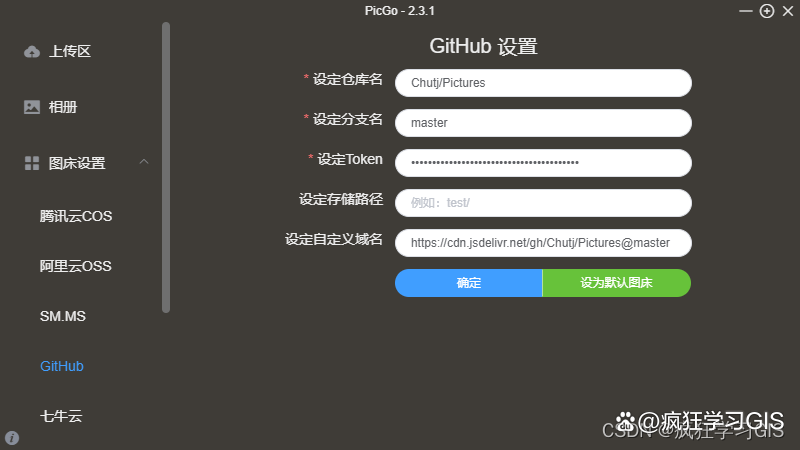 PicGo - 2.3.1
上传区
相册
图床设置
腾讯云COS
阿里云OSS
SM.MS
GitHub
七牛云
GitHub 设置
* 设定仓库名 Chutj/Pictures
* 设定分支名 master
* 设定Token ••••••••••••••••••••••••••••••••••••••••
设定存储路径 例如：test/
设定自定义域名 https://cdn.jsdelivr.net/gh/Chutj/Pictures@master
确定 设为默认图床
@疯狂学习GIS
CSDN @疯狂学习GIS